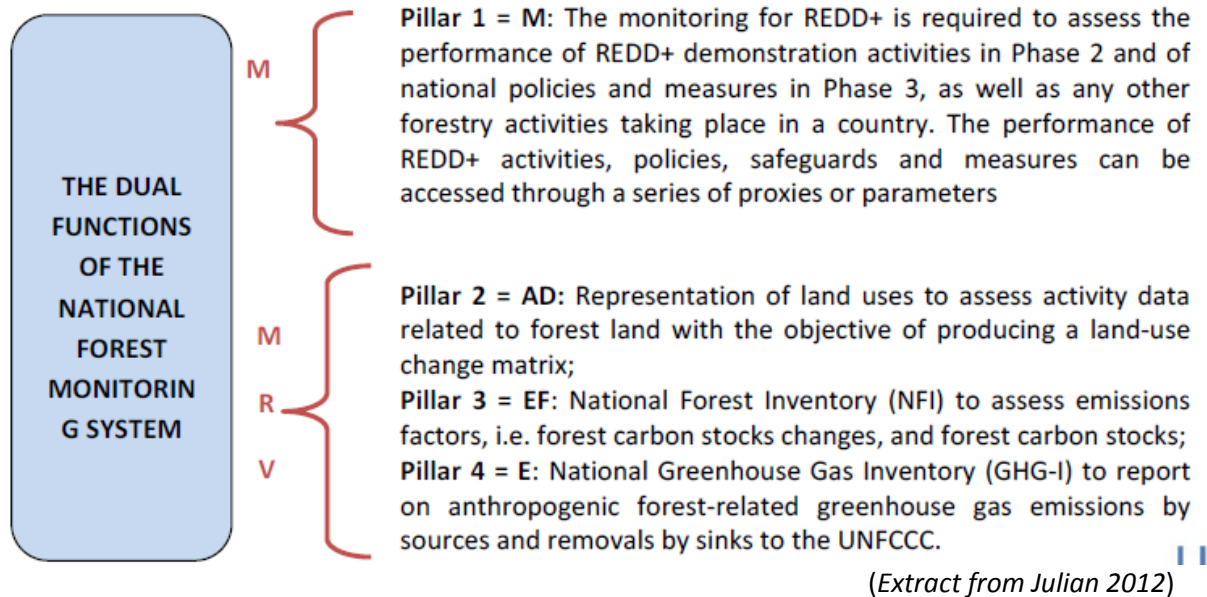 THE DUAL
FUNCTIONS
OF THE
NATIONAL
FOREST
MONITORIN
G SYSTEM
M
Pillar 1 = M: The monitoring for REDD+ is required to assess the
performance of REDD+ demonstration activities in Phase 2 and of
national policies and measures in Phase 3, as well as any other
forestry activities taking place in a country. The performance of
REDD+ activities, policies, safeguards and measures can be
accessed through a series of proxies or parameters
M
R
V
Pillar 2 = AD: Representation of land uses to assess activity data
related to forest land with the objective of producing a land-use
change matrix;
Pillar 3 = EF: National Forest Inventory (NFI) to assess emissions
factors, i.e. forest carbon stocks changes, and forest carbon stocks;
Pillar 4 = E: National Greenhouse Gas Inventory (GHG-I) to report
on anthropogenic forest-related greenhouse gas emissions by
sources and removals by sinks to the UNFCCC.
(Extract from Julian 2012)